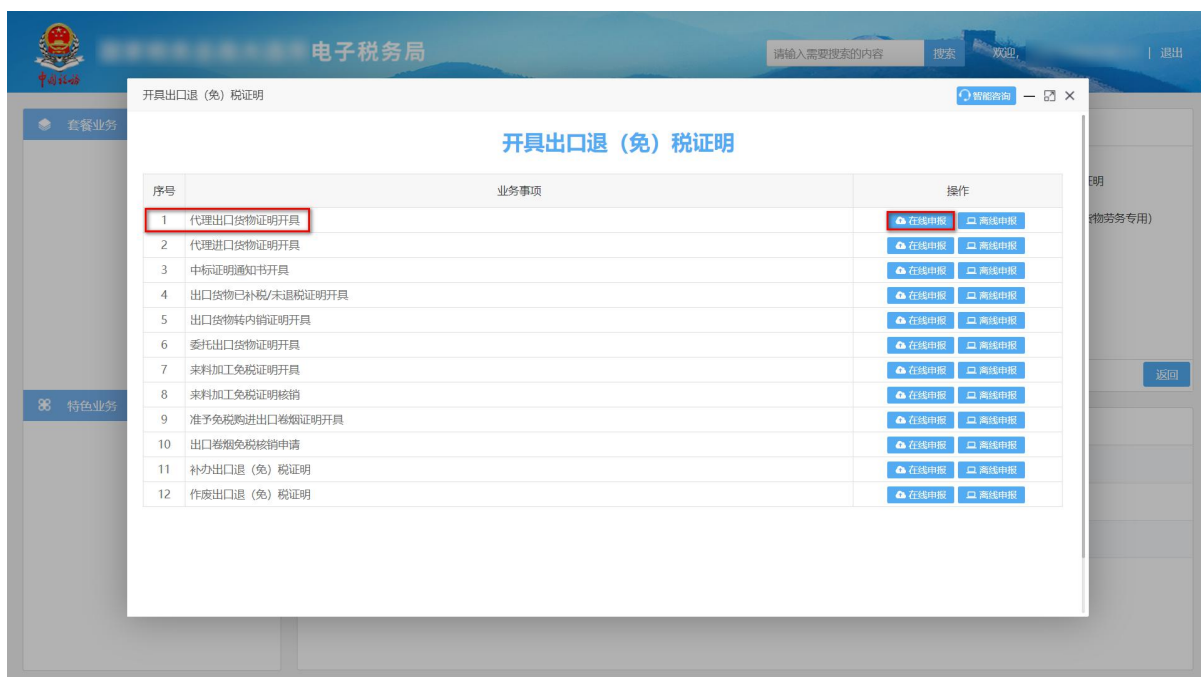 电子税务局
请输入需要搜索的内容 搜索 欢迎, | 退出
中国税务
开具出口退（免）税证明 智能咨询
套餐业务
开具出口退（免）税证明
序号 业务事项 操作
证明
1 代理出口货物证明开具 在线申报 离线申报
货物劳务专用)
2 代理进口货物证明开具 在线申报 离线申报
3 中标证明通知书开具 在线申报 离线申报
4 出口货物已补税/未退税证明开具 在线申报 离线申报
5 出口货物转内销证明开具 在线申报 离线申报
6 委托出口货物证明开具 在线申报 离线申报
7 来料加工免税证明开具 在线申报 离线申报
返回
8 来料加工免税证明核销 在线申报 离线申报
特色业务
9 准予免税购进出口卷烟证明开具 在线申报 离线申报
10 出口卷烟免税核销申请 在线申报 离线申报
11 补办出口退（免）税证明 在线申报 离线申报
12 作废出口退（免）税证明 在线申报 离线申报